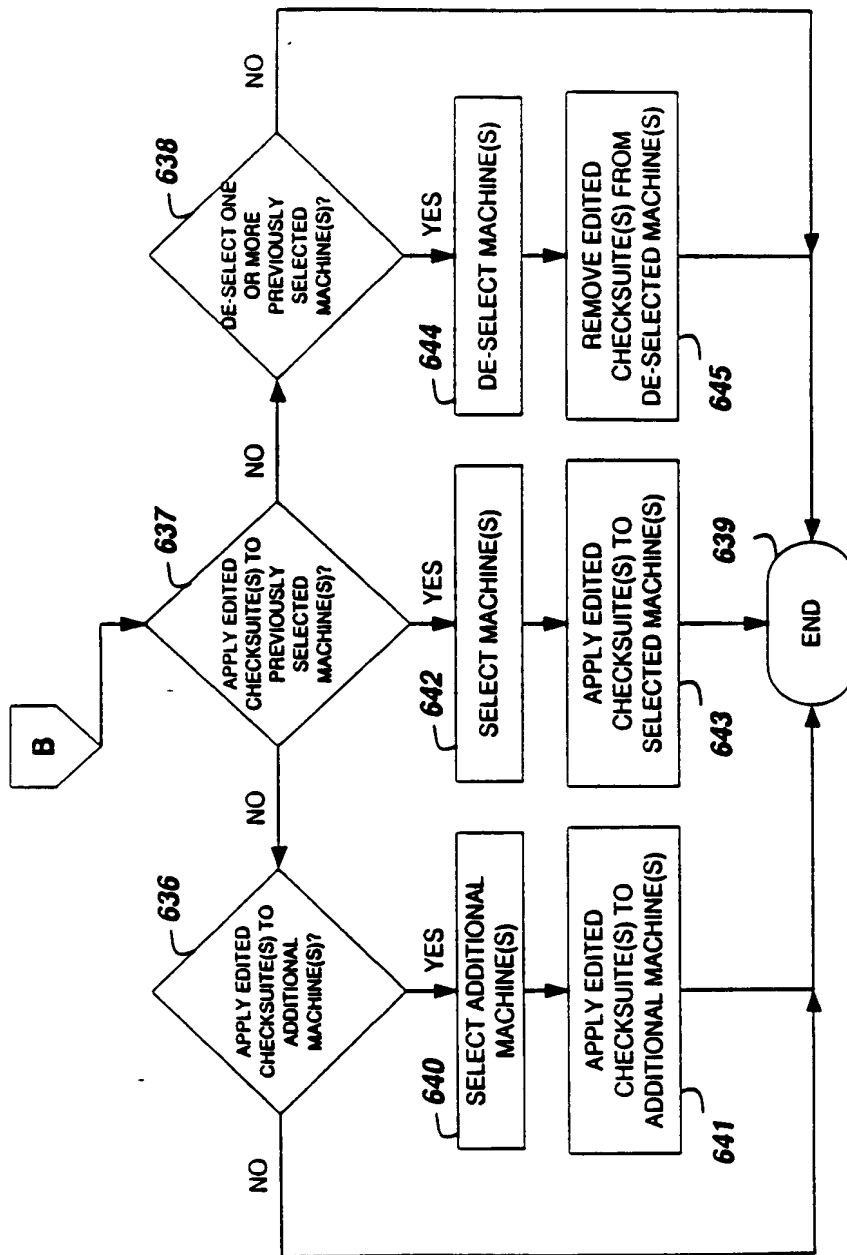 B
637
APPLY EDITED
CHECKSUITE(S) TO
PREVIOUSLY
SELECTED
MACHINE(S)?
NO
NO
636
APPLY EDITED
CHECKSUITE(S) TO
ADDITIONAL
MACHINE(S)?
NO
YES
638
DE-SELECT ONE
OR MORE
PREVIOUSLY
SELECTED
MACHINE(S)?
NO
YES
YES
640
SELECT ADDITIONAL
MACHINE(S)
642
SELECT MACHINE(S)
644
DE-SELECT MACHINE(S)
APPLY EDITED
CHECKSUITE(S) TO
ADDITIONAL MACHINE(S)
641
APPLY EDITED
CHECKSUITE(S) TO
SELECTED MACHINE(S)
643
REMOVE EDITED
CHECKSUITE(S) FROM
DE-SELECTED MACHINE(S)
645
639
END